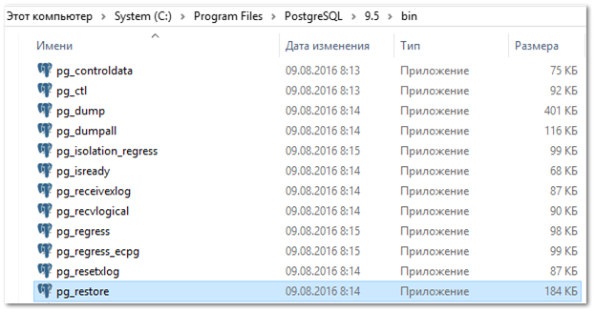 Этот компьютер > System (C:) > Program Files > PostgreSQL > 9.5 > bin
Имени Дата изменения Тип Размера
pg_controldata 09.08.2016 8:13 Приложение 75 КБ
pg_ctl 09.08.2016 8:13 Приложение 92 КБ
pg_dump 09.08.2016 8:14 Приложение 401 КБ
pg_dumpall 09.08.2016 8:14 Приложение 116 КБ
pg_isolation_regress 09.08.2016 8:15 Приложение 99 КБ
pg_isready 09.08.2016 8:14 Приложение 68 КБ
pg_receivexlog 09.08.2016 8:14 Приложение 87 КБ
pg_recvlogical 09.08.2016 8:14 Приложение 90 КБ
pg_regress 09.08.2016 8:15 Приложение 98 КБ
pg_regress_ecpg 09.08.2016 8:15 Приложение 99 КБ
pg_resetxlog 09.08.2016 8:14 Приложение 87 КБ
pg_restore 09.08.2016 8:14 Приложение 184 КБ